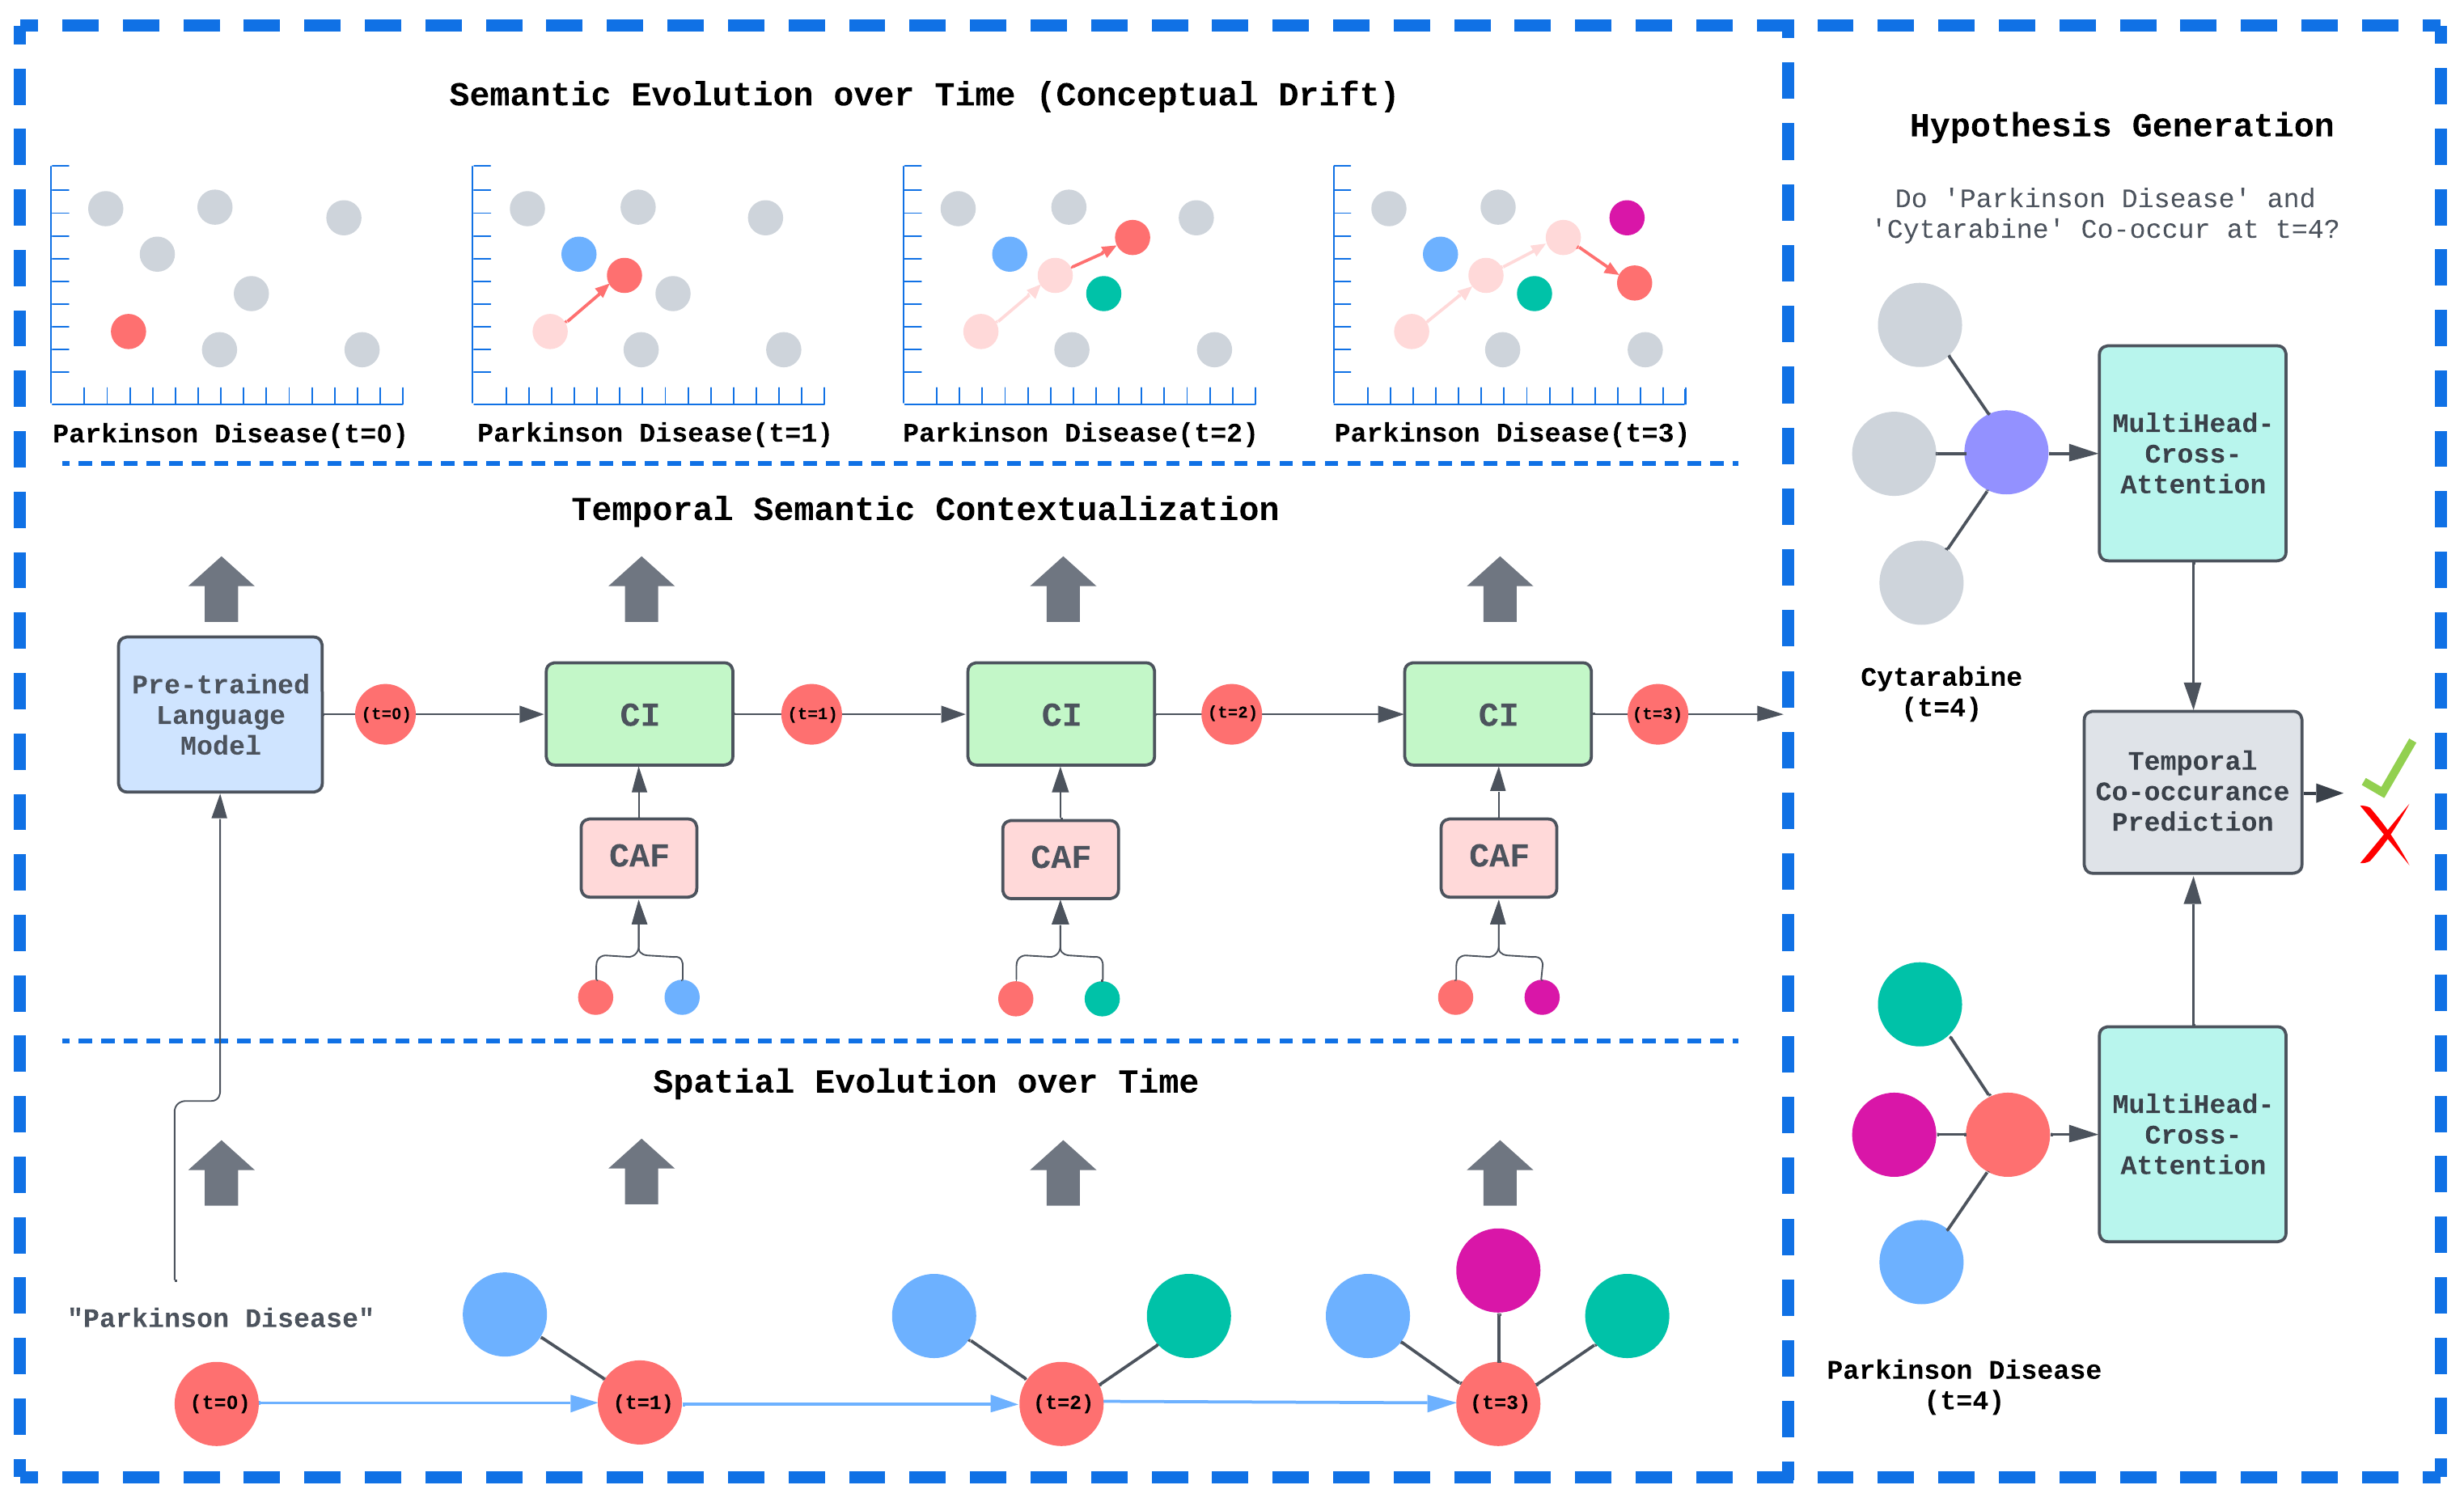 Semantic Evolution over Time (Conceptual Drift)
Parkinson Disease(t=0)
Parkinson Disease(t=1)
Parkinson Disease(t=2)
Parkinson Disease(t=3)
Temporal Semantic Contextualization
Pre-trained
Language
Model
(t=0)
CI
(t=1)
CI
(t=2)
CI
(t=3)
CAF
CAF
CAF
Spatial Evolution over Time
"Parkinson Disease"
(t=0)
(t=1)
(t=2)
(t=3)
Hypothesis Generation
Do 'Parkinson Disease' and
'Cytarabine' Co-occur at t=4?
MultiHead-
Cross-
Attention
Cytarabine
(t=4)
Temporal
Co-occurance
Prediction
MultiHead-
Cross-
Attention
Parkinson Disease
(t=4)